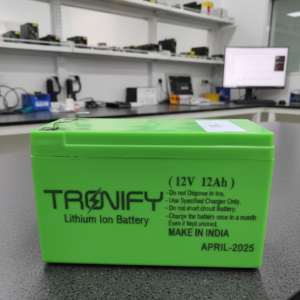 ( 12V 12Ah )
- Do not Dispose in fire.
- Use Specified Charger Only.
- Do not short circuit Battery.
- Charge the battery once in a month
Even if kept unused.
MAKE IN INDIA
APRIL-2025
TRONIFY
Lithium Ion Battery